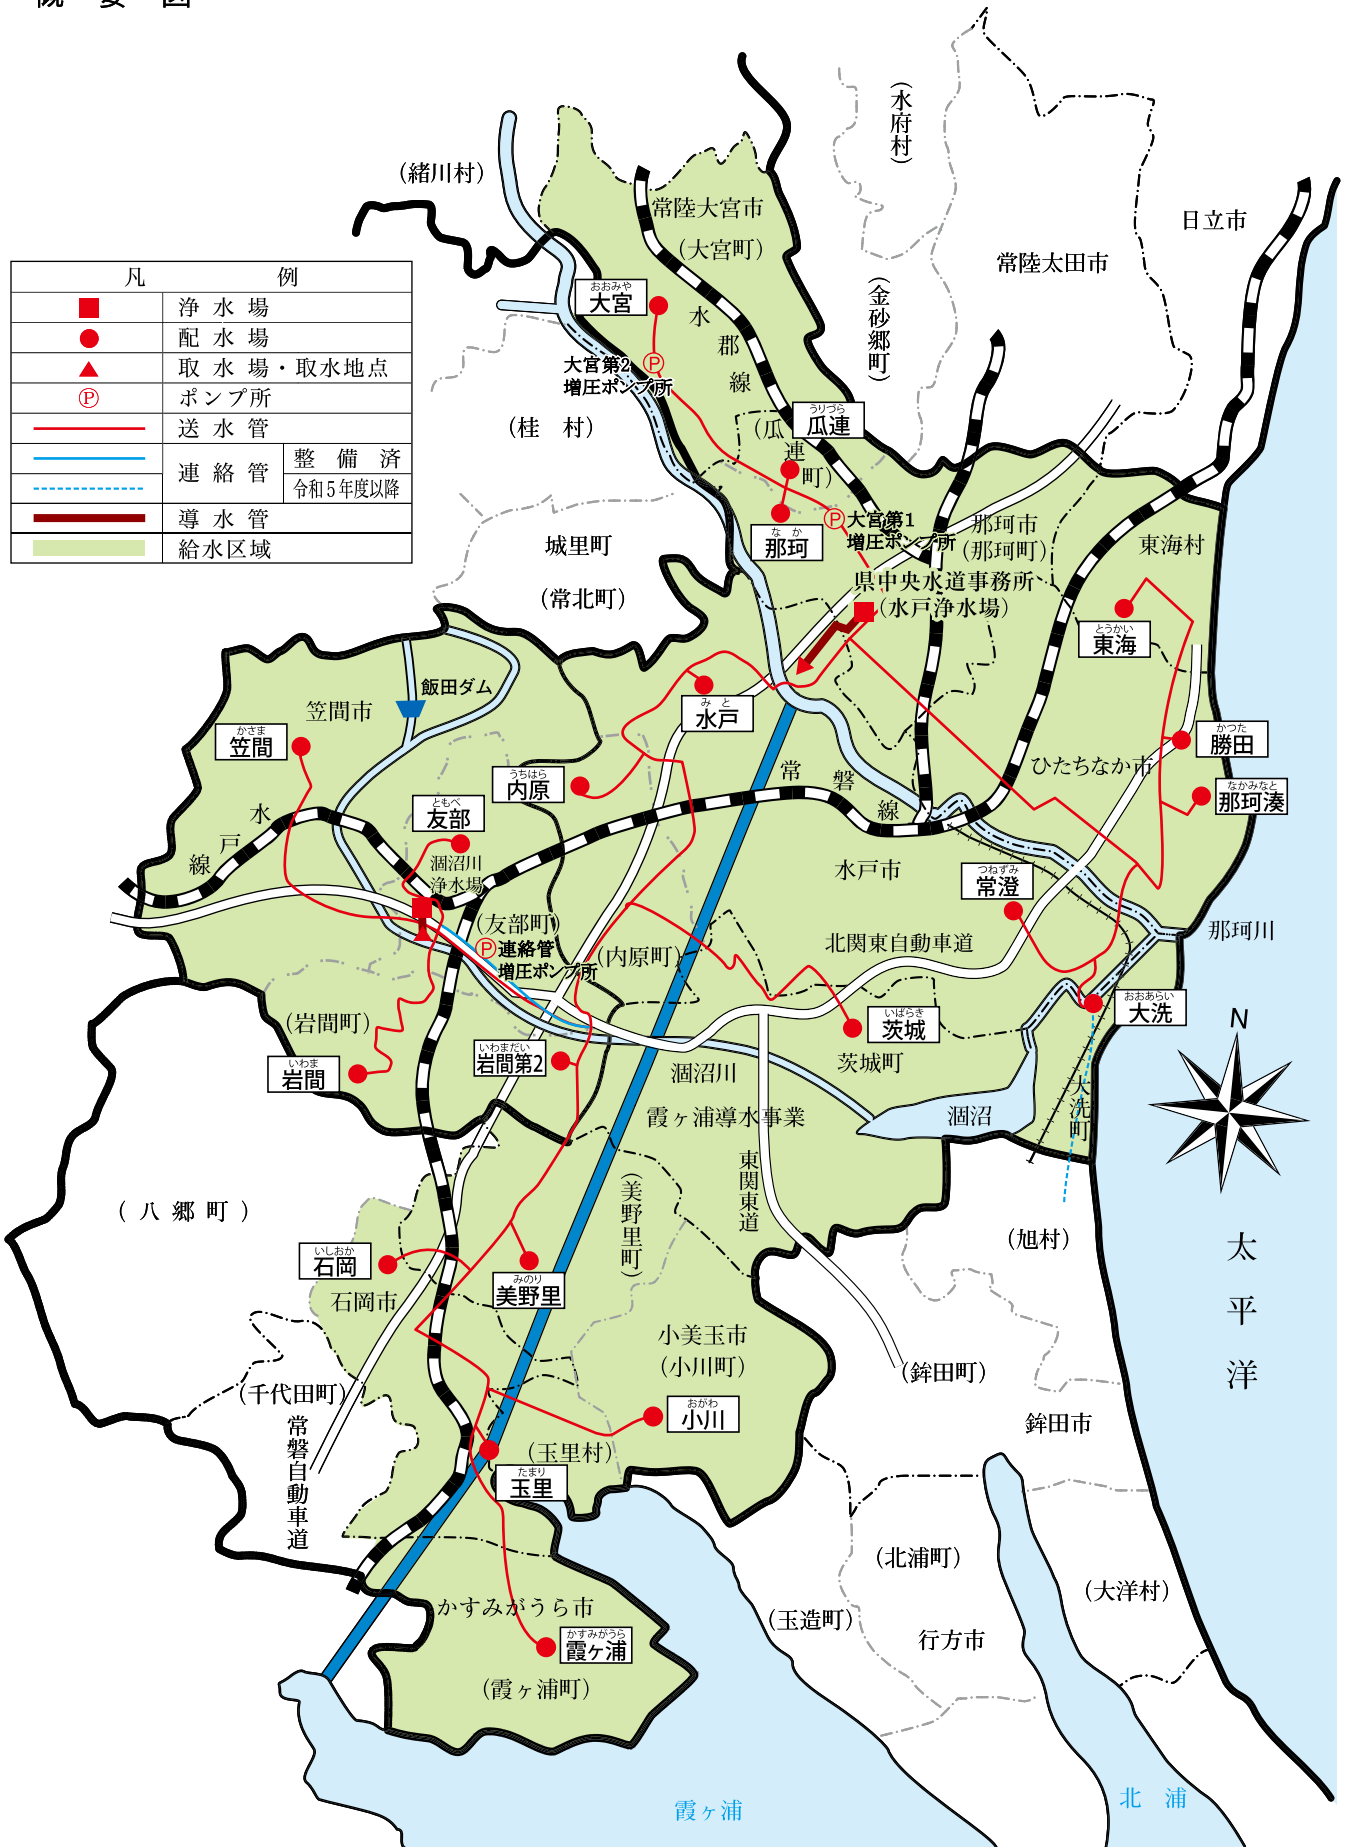 概要図
凡例
浄水場
配水場
取水場・取水地点
ポンプ所
送水管
連絡管
整備済
令和5年度以降
導水管
給水区域
(水府村)
(緒川村)
常陸大宮市
(大宮町)
日立市
常陸太田市
(金砂郷町)
おおみや
大宮
水郡線
大宮第2
増圧ポンプ所
(桂村)
うりづら
瓜連
(瓜連町)
なか
那珂
大宮第1
増圧ポンプ所
那珂市
(那珂町)
東海村
城里町
(常北町)
県中央水道事務所
(水戸浄水場)
とうかい
東海
飯田ダム
笠間市
かさま
笠間
みと
水戸
かつた
勝田
ひたちなか市
なかみなと
那珂湊
うちはら
内原
常磐線
ともべ
友部
水戸線
涸沼川
浄水場
水戸市
つねずみ
常澄
(友部町)
連絡管
増圧ポンプ所
(内原町)
北関東自動車道
那珂川
おおあらい
大洗
いばらき
茨城
茨城町
(岩間町)
いわま
岩間
いわまだい
岩間第2
涸沼川
霞ヶ浦導水事業
涸沼
大洗町
N
東関東道
(美野里町)
(八郷町)
(旭村)
太平洋
いしおか
石岡
石岡市
みのり
美野里
小美玉市
(小川町)
(鉾田町)
(千代田町)
常磐自動車道
おがわ
小川
鉾田市
(玉里村)
たまり
玉里
(北浦町)
(大洋村)
(玉造町)
行方市
かすみがうら市
かすみがうら
霞ヶ浦
(霞ヶ浦町)
霞ヶ浦
北浦